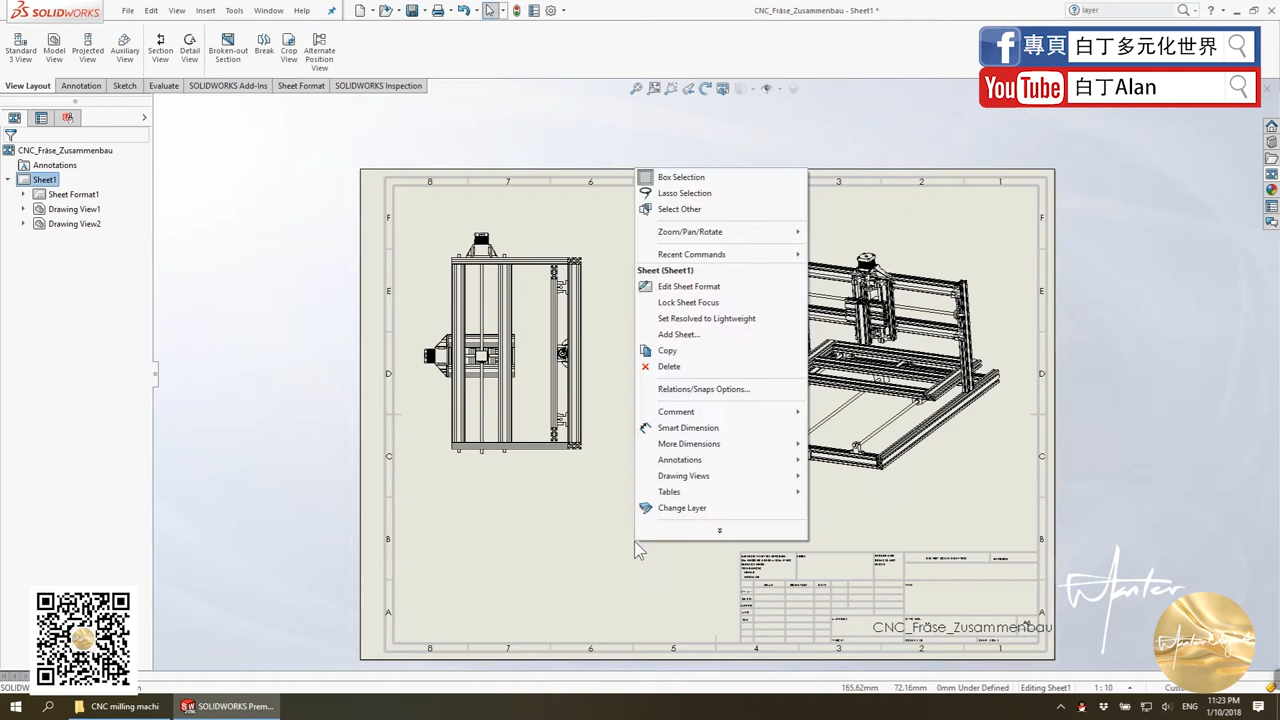 SOLIDWORKS
File Edit View Insert Tools Window Help
CNC_Fräse_Zusammenbau - Sheet1 *
layer
Standard 3 View
Model View
Projected View
Auxiliary View
Section View
Detail View
Broken-out Section
Break
Crop View
Alternate Position View
View Layout Annotation Sketch Evaluate SOLIDWORKS Add-Ins Sheet Format SOLIDWORKS Inspection
專頁 白丁多元化世界
YouTube 白丁Alan
CNC_Fräse_Zusammenbau
Annotations
Sheet1
Sheet Format1
Drawing View1
Drawing View2
8 7 6 3 2 1
F
E
D
C
B
A
F
E
D
C
B
A
8 7 6 5 4 3 2 1
Box Selection
Lasso Selection
Select Other
Zoom/Pan/Rotate
Recent Commands
Sheet (Sheet1)
Edit Sheet Format
Lock Sheet Focus
Set Resolved to Lightweight
Add Sheet...
Copy
Delete
Relations/Snaps Options...
Comment
Smart Dimension
More Dimensions
Annotations
Drawing Views
Tables
Change Layer
CNC_Fräse_Zusammenbau
165.62mm 72.16mm 0mm Under Defined Editing Sheet1 1 : 10
CNC milling machi
SOLIDWORKS Prem...
ENG
11:23 PM
1/10/2018